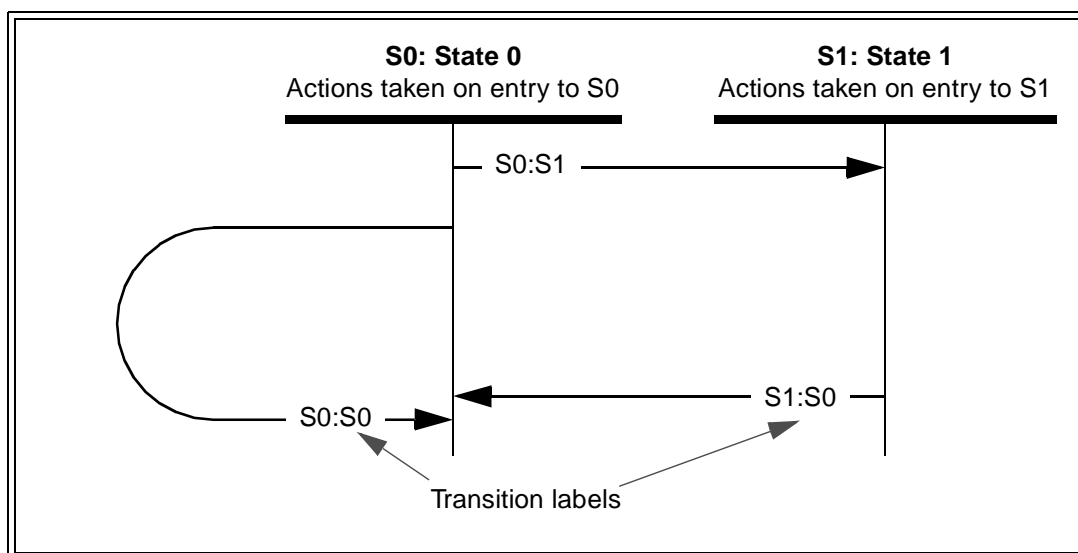 S0: State 0
Actions taken on entry to S0
S1: State 1
Actions taken on entry to S1
S0:S1
S1:S0
S0:S0
Transition labels